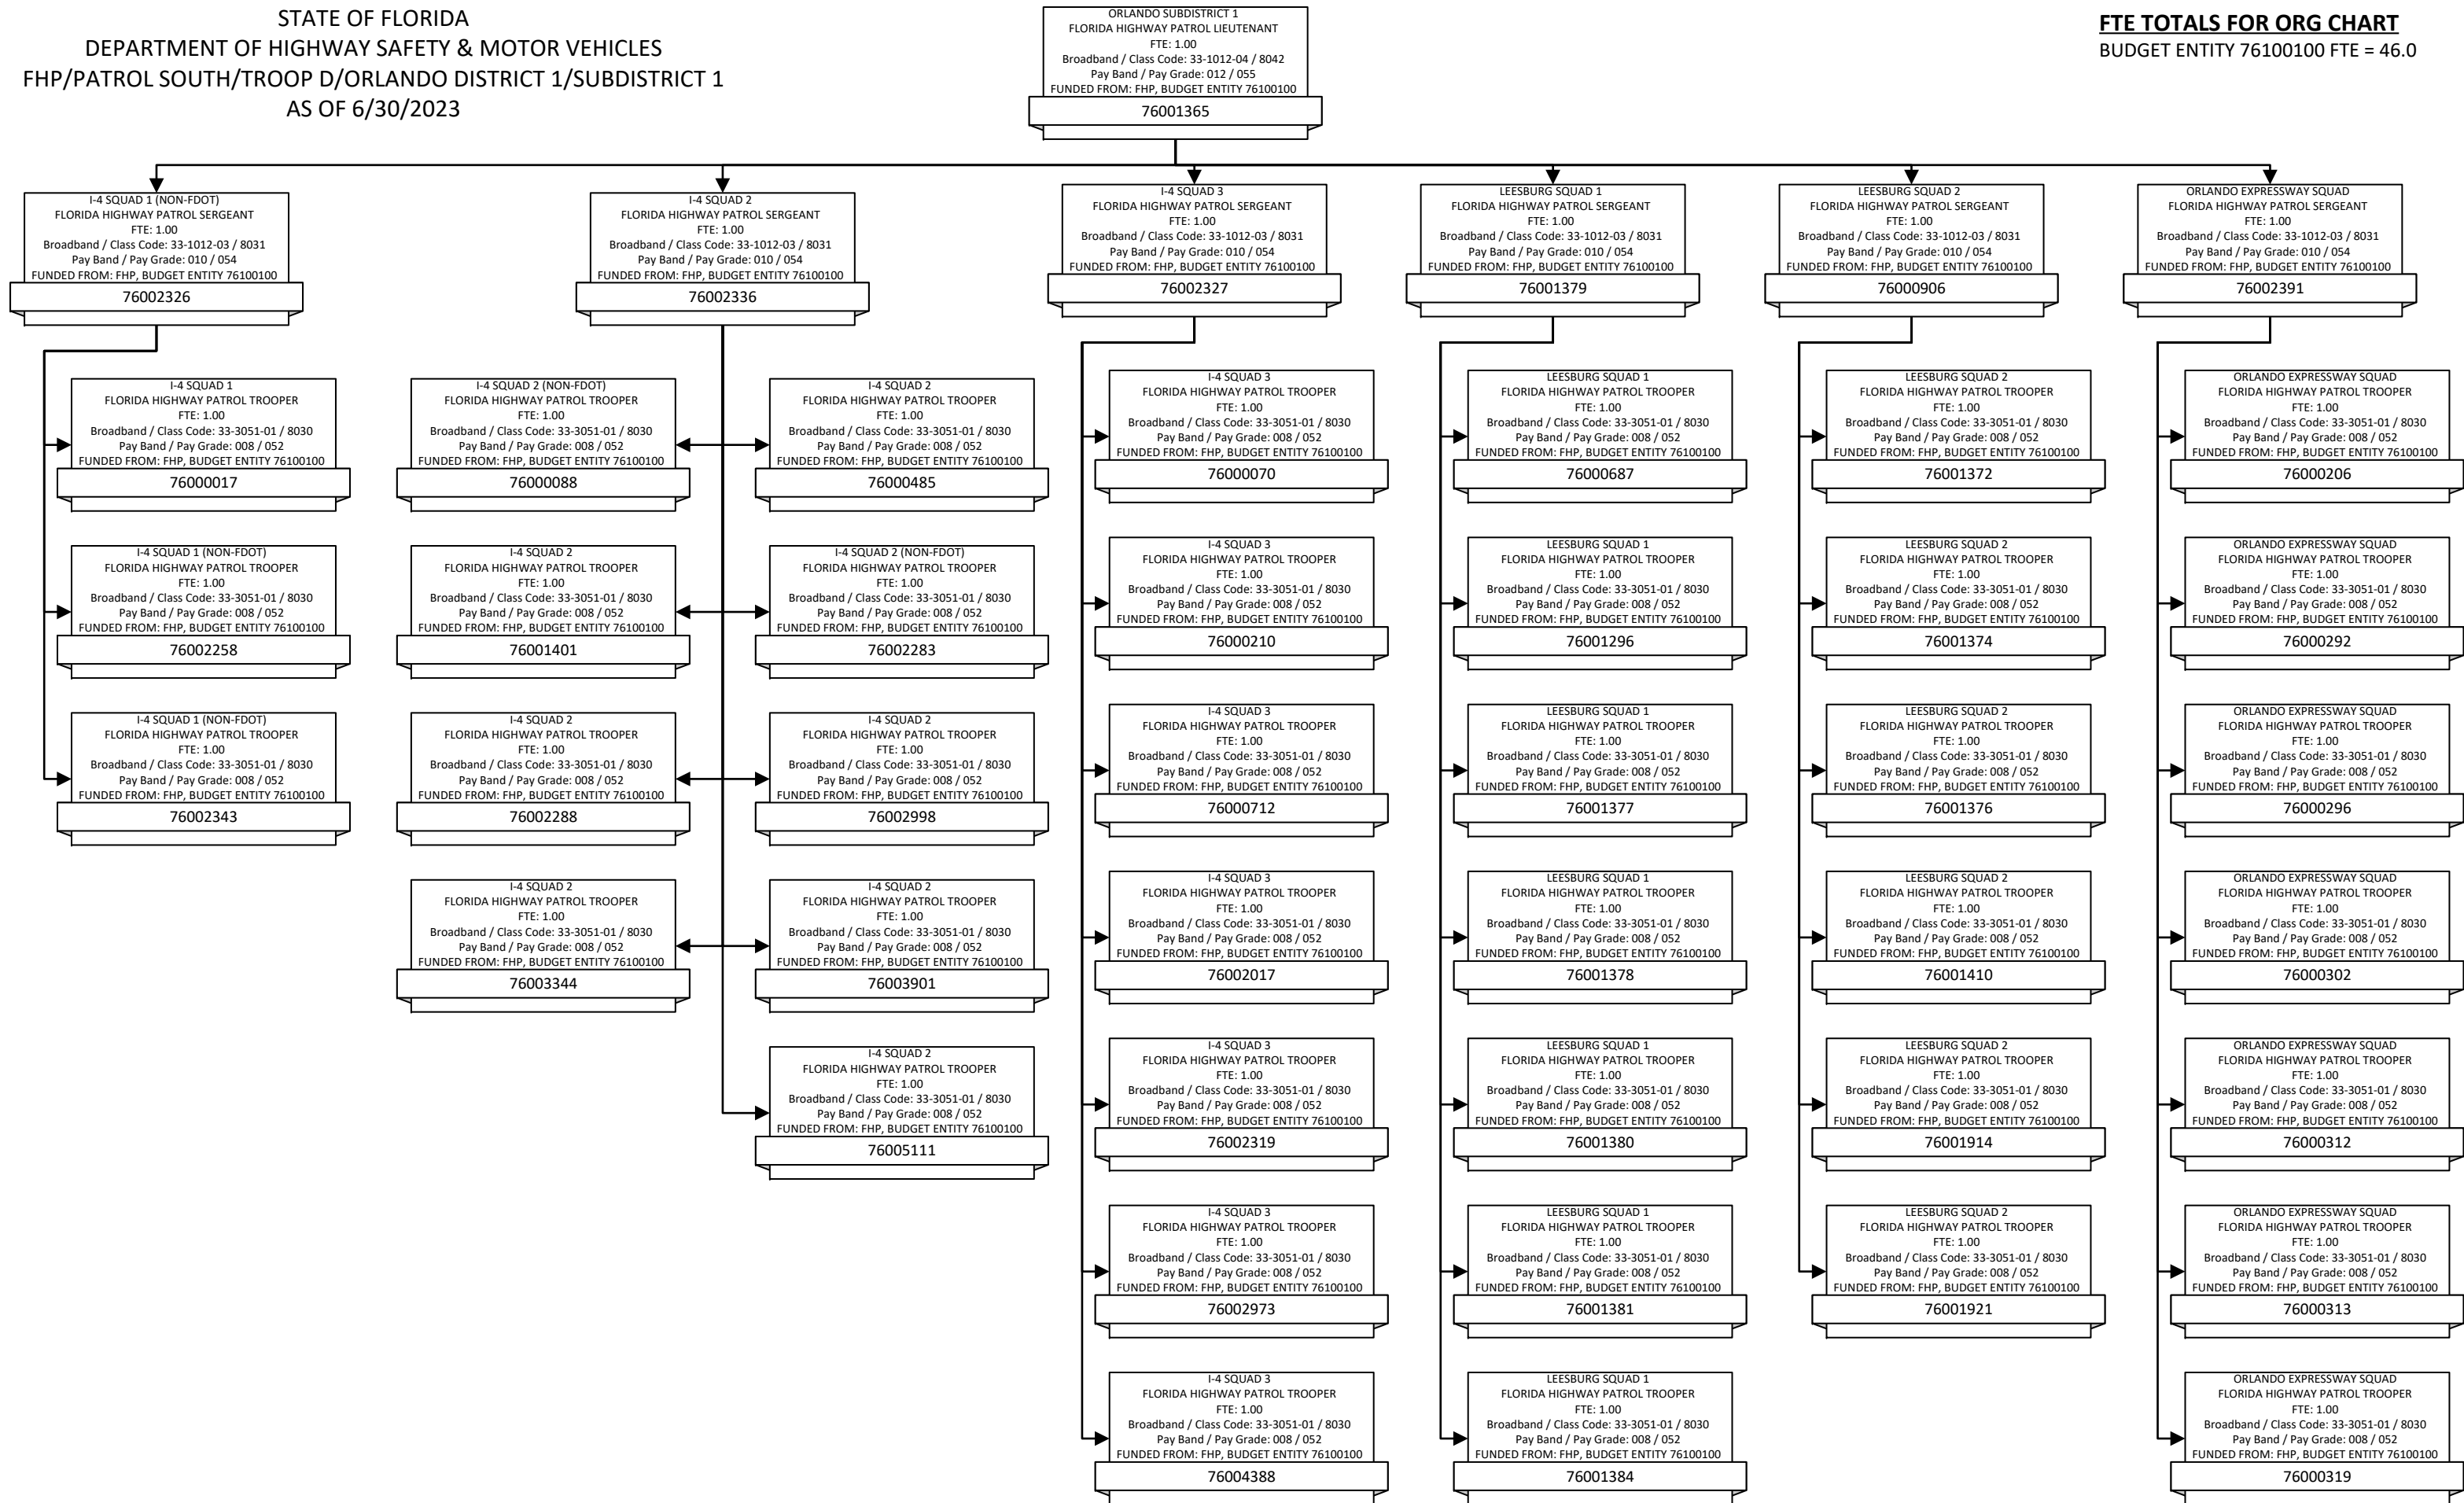 STATE OF FLORIDA
DEPARTMENT OF HIGHWAY SAFETY & MOTOR VEHICLES
FHP/PATROL SOUTH/TROOP D/ORLANDO DISTRICT 1/SUBDISTRICT 1
AS OF 6/30/2023
ORLANDO SUBDISTRICT 1
FLORIDA HIGHWAY PATROL LIEUTENANT
FTE: 1.00
Broadband / Class Code: 33-1012-04 / 8042
Pay Band / Pay Grade: 012 / 055
FUNDED FROM: FHP, BUDGET ENTITY 76100100
76001365
FTE TOTALS FOR ORG CHART
BUDGET ENTITY 76100100 FTE = 46.0
I-4 SQUAD 1 (NON-FDOT)
FLORIDA HIGHWAY PATROL SERGEANT
FTE: 1.00
Broadband / Class Code: 33-1012-03 / 8031
Pay Band / Pay Grade: 010 / 054
FUNDED FROM: FHP, BUDGET ENTITY 76100100
76002326
I-4 SQUAD 1
FLORIDA HIGHWAY PATROL TROOPER
FTE: 1.00
Broadband / Class Code: 33-3051-01 / 8030
Pay Band / Pay Grade: 008 / 052
FUNDED FROM: FHP, BUDGET ENTITY 76100100
76000017
I-4 SQUAD 1 (NON-FDOT)
FLORIDA HIGHWAY PATROL TROOPER
FTE: 1.00
Broadband / Class Code: 33-3051-01 / 8030
Pay Band / Pay Grade: 008 / 052
FUNDED FROM: FHP, BUDGET ENTITY 76100100
76002258
I-4 SQUAD 1 (NON-FDOT)
FLORIDA HIGHWAY PATROL TROOPER
FTE: 1.00
Broadband / Class Code: 33-3051-01 / 8030
Pay Band / Pay Grade: 008 / 052
FUNDED FROM: FHP, BUDGET ENTITY 76100100
76002343
I-4 SQUAD 2
FLORIDA HIGHWAY PATROL SERGEANT
FTE: 1.00
Broadband / Class Code: 33-1012-03 / 8031
Pay Band / Pay Grade: 010 / 054
FUNDED FROM: FHP, BUDGET ENTITY 76100100
76002336
I-4 SQUAD 2 (NON-FDOT)
FLORIDA HIGHWAY PATROL TROOPER
FTE: 1.00
Broadband / Class Code: 33-3051-01 / 8030
Pay Band / Pay Grade: 008 / 052
FUNDED FROM: FHP, BUDGET ENTITY 76100100
76000088
I-4 SQUAD 2
FLORIDA HIGHWAY PATROL TROOPER
FTE: 1.00
Broadband / Class Code: 33-3051-01 / 8030
Pay Band / Pay Grade: 008 / 052
FUNDED FROM: FHP, BUDGET ENTITY 76100100
76000485
I-4 SQUAD 2
FLORIDA HIGHWAY PATROL TROOPER
FTE: 1.00
Broadband / Class Code: 33-3051-01 / 8030
Pay Band / Pay Grade: 008 / 052
FUNDED FROM: FHP, BUDGET ENTITY 76100100
76001401
I-4 SQUAD 2 (NON-FDOT)
FLORIDA HIGHWAY PATROL TROOPER
FTE: 1.00
Broadband / Class Code: 33-3051-01 / 8030
Pay Band / Pay Grade: 008 / 052
FUNDED FROM: FHP, BUDGET ENTITY 76100100
76002283
I-4 SQUAD 2
FLORIDA HIGHWAY PATROL TROOPER
FTE: 1.00
Broadband / Class Code: 33-3051-01 / 8030
Pay Band / Pay Grade: 008 / 052
FUNDED FROM: FHP, BUDGET ENTITY 76100100
76002288
I-4 SQUAD 2
FLORIDA HIGHWAY PATROL TROOPER
FTE: 1.00
Broadband / Class Code: 33-3051-01 / 8030
Pay Band / Pay Grade: 008 / 052
FUNDED FROM: FHP, BUDGET ENTITY 76100100
76002998
I-4 SQUAD 2
FLORIDA HIGHWAY PATROL TROOPER
FTE: 1.00
Broadband / Class Code: 33-3051-01 / 8030
Pay Band / Pay Grade: 008 / 052
FUNDED FROM: FHP, BUDGET ENTITY 76100100
76003344
I-4 SQUAD 2
FLORIDA HIGHWAY PATROL TROOPER
FTE: 1.00
Broadband / Class Code: 33-3051-01 / 8030
Pay Band / Pay Grade: 008 / 052
FUNDED FROM: FHP, BUDGET ENTITY 76100100
76003901
I-4 SQUAD 2
FLORIDA HIGHWAY PATROL TROOPER
FTE: 1.00
Broadband / Class Code: 33-3051-01 / 8030
Pay Band / Pay Grade: 008 / 052
FUNDED FROM: FHP, BUDGET ENTITY 76100100
76005111
I-4 SQUAD 3
FLORIDA HIGHWAY PATROL SERGEANT
FTE: 1.00
Broadband / Class Code: 33-1012-03 / 8031
Pay Band / Pay Grade: 010 / 054
FUNDED FROM: FHP, BUDGET ENTITY 76100100
76002327
I-4 SQUAD 3
FLORIDA HIGHWAY PATROL TROOPER
FTE: 1.00
Broadband / Class Code: 33-3051-01 / 8030
Pay Band / Pay Grade: 008 / 052
FUNDED FROM: FHP, BUDGET ENTITY 76100100
76000070
I-4 SQUAD 3
FLORIDA HIGHWAY PATROL TROOPER
FTE: 1.00
Broadband / Class Code: 33-3051-01 / 8030
Pay Band / Pay Grade: 008 / 052
FUNDED FROM: FHP, BUDGET ENTITY 76100100
76000210
I-4 SQUAD 3
FLORIDA HIGHWAY PATROL TROOPER
FTE: 1.00
Broadband / Class Code: 33-3051-01 / 8030
Pay Band / Pay Grade: 008 / 052
FUNDED FROM: FHP, BUDGET ENTITY 76100100
76000712
I-4 SQUAD 3
FLORIDA HIGHWAY PATROL TROOPER
FTE: 1.00
Broadband / Class Code: 33-3051-01 / 8030
Pay Band / Pay Grade: 008 / 052
FUNDED FROM: FHP, BUDGET ENTITY 76100100
76002017
I-4 SQUAD 3
FLORIDA HIGHWAY PATROL TROOPER
FTE: 1.00
Broadband / Class Code: 33-3051-01 / 8030
Pay Band / Pay Grade: 008 / 052
FUNDED FROM: FHP, BUDGET ENTITY 76100100
76002319
I-4 SQUAD 3
FLORIDA HIGHWAY PATROL TROOPER
FTE: 1.00
Broadband / Class Code: 33-3051-01 / 8030
Pay Band / Pay Grade: 008 / 052
FUNDED FROM: FHP, BUDGET ENTITY 76100100
76002973
I-4 SQUAD 3
FLORIDA HIGHWAY PATROL TROOPER
FTE: 1.00
Broadband / Class Code: 33-3051-01 / 8030
Pay Band / Pay Grade: 008 / 052
FUNDED FROM: FHP, BUDGET ENTITY 76100100
76004388
LEESBURG SQUAD 1
FLORIDA HIGHWAY PATROL SERGEANT
FTE: 1.00
Broadband / Class Code: 33-1012-03 / 8031
Pay Band / Pay Grade: 010 / 054
FUNDED FROM: FHP, BUDGET ENTITY 76100100
76001379
LEESBURG SQUAD 1
FLORIDA HIGHWAY PATROL TROOPER
FTE: 1.00
Broadband / Class Code: 33-3051-01 / 8030
Pay Band / Pay Grade: 008 / 052
FUNDED FROM: FHP, BUDGET ENTITY 76100100
76000687
LEESBURG SQUAD 1
FLORIDA HIGHWAY PATROL TROOPER
FTE: 1.00
Broadband / Class Code: 33-3051-01 / 8030
Pay Band / Pay Grade: 008 / 052
FUNDED FROM: FHP, BUDGET ENTITY 76100100
76001296
LEESBURG SQUAD 1
FLORIDA HIGHWAY PATROL TROOPER
FTE: 1.00
Broadband / Class Code: 33-3051-01 / 8030
Pay Band / Pay Grade: 008 / 052
FUNDED FROM: FHP, BUDGET ENTITY 76100100
76001377
LEESBURG SQUAD 1
FLORIDA HIGHWAY PATROL TROOPER
FTE: 1.00
Broadband / Class Code: 33-3051-01 / 8030
Pay Band / Pay Grade: 008 / 052
FUNDED FROM: FHP, BUDGET ENTITY 76100100
76001378
LEESBURG SQUAD 1
FLORIDA HIGHWAY PATROL TROOPER
FTE: 1.00
Broadband / Class Code: 33-3051-01 / 8030
Pay Band / Pay Grade: 008 / 052
FUNDED FROM: FHP, BUDGET ENTITY 76100100
76001380
LEESBURG SQUAD 1
FLORIDA HIGHWAY PATROL TROOPER
FTE: 1.00
Broadband / Class Code: 33-3051-01 / 8030
Pay Band / Pay Grade: 008 / 052
FUNDED FROM: FHP, BUDGET ENTITY 76100100
76001381
LEESBURG SQUAD 1
FLORIDA HIGHWAY PATROL TROOPER
FTE: 1.00
Broadband / Class Code: 33-3051-01 / 8030
Pay Band / Pay Grade: 008 / 052
FUNDED FROM: FHP, BUDGET ENTITY 76100100
76001384
LEESBURG SQUAD 2
FLORIDA HIGHWAY PATROL SERGEANT
FTE: 1.00
Broadband / Class Code: 33-1012-03 / 8031
Pay Band / Pay Grade: 010 / 054
FUNDED FROM: FHP, BUDGET ENTITY 76100100
76000906
LEESBURG SQUAD 2
FLORIDA HIGHWAY PATROL TROOPER
FTE: 1.00
Broadband / Class Code: 33-3051-01 / 8030
Pay Band / Pay Grade: 008 / 052
FUNDED FROM: FHP, BUDGET ENTITY 76100100
76001372
LEESBURG SQUAD 2
FLORIDA HIGHWAY PATROL TROOPER
FTE: 1.00
Broadband / Class Code: 33-3051-01 / 8030
Pay Band / Pay Grade: 008 / 052
FUNDED FROM: FHP, BUDGET ENTITY 76100100
76001374
LEESBURG SQUAD 2
FLORIDA HIGHWAY PATROL TROOPER
FTE: 1.00
Broadband / Class Code: 33-3051-01 / 8030
Pay Band / Pay Grade: 008 / 052
FUNDED FROM: FHP, BUDGET ENTITY 76100100
76001376
LEESBURG SQUAD 2
FLORIDA HIGHWAY PATROL TROOPER
FTE: 1.00
Broadband / Class Code: 33-3051-01 / 8030
Pay Band / Pay Grade: 008 / 052
FUNDED FROM: FHP, BUDGET ENTITY 76100100
76001410
LEESBURG SQUAD 2
FLORIDA HIGHWAY PATROL TROOPER
FTE: 1.00
Broadband / Class Code: 33-3051-01 / 8030
Pay Band / Pay Grade: 008 / 052
FUNDED FROM: FHP, BUDGET ENTITY 76100100
76001914
LEESBURG SQUAD 2
FLORIDA HIGHWAY PATROL TROOPER
FTE: 1.00
Broadband / Class Code: 33-3051-01 / 8030
Pay Band / Pay Grade: 008 / 052
FUNDED FROM: FHP, BUDGET ENTITY 76100100
76001921
ORLANDO EXPRESSWAY SQUAD
FLORIDA HIGHWAY PATROL SERGEANT
FTE: 1.00
Broadband / Class Code: 33-1012-03 / 8031
Pay Band / Pay Grade: 010 / 054
FUNDED FROM: FHP, BUDGET ENTITY 76100100
76002391
ORLANDO EXPRESSWAY SQUAD
FLORIDA HIGHWAY PATROL TROOPER
FTE: 1.00
Broadband / Class Code: 33-3051-01 / 8030
Pay Band / Pay Grade: 008 / 052
FUNDED FROM: FHP, BUDGET ENTITY 76100100
76000206
ORLANDO EXPRESSWAY SQUAD
FLORIDA HIGHWAY PATROL TROOPER
FTE: 1.00
Broadband / Class Code: 33-3051-01 / 8030
Pay Band / Pay Grade: 008 / 052
FUNDED FROM: FHP, BUDGET ENTITY 76100100
76000292
ORLANDO EXPRESSWAY SQUAD
FLORIDA HIGHWAY PATROL TROOPER
FTE: 1.00
Broadband / Class Code: 33-3051-01 / 8030
Pay Band / Pay Grade: 008 / 052
FUNDED FROM: FHP, BUDGET ENTITY 76100100
76000296
ORLANDO EXPRESSWAY SQUAD
FLORIDA HIGHWAY PATROL TROOPER
FTE: 1.00
Broadband / Class Code: 33-3051-01 / 8030
Pay Band / Pay Grade: 008 / 052
FUNDED FROM: FHP, BUDGET ENTITY 76100100
76000302
ORLANDO EXPRESSWAY SQUAD
FLORIDA HIGHWAY PATROL TROOPER
FTE: 1.00
Broadband / Class Code: 33-3051-01 / 8030
Pay Band / Pay Grade: 008 / 052
FUNDED FROM: FHP, BUDGET ENTITY 76100100
76000312
ORLANDO EXPRESSWAY SQUAD
FLORIDA HIGHWAY PATROL TROOPER
FTE: 1.00
Broadband / Class Code: 33-3051-01 / 8030
Pay Band / Pay Grade: 008 / 052
FUNDED FROM: FHP, BUDGET ENTITY 76100100
76000313
ORLANDO EXPRESSWAY SQUAD
FLORIDA HIGHWAY PATROL TROOPER
FTE: 1.00
Broadband / Class Code: 33-3051-01 / 8030
Pay Band / Pay Grade: 008 / 052
FUNDED FROM: FHP, BUDGET ENTITY 76100100
76000319